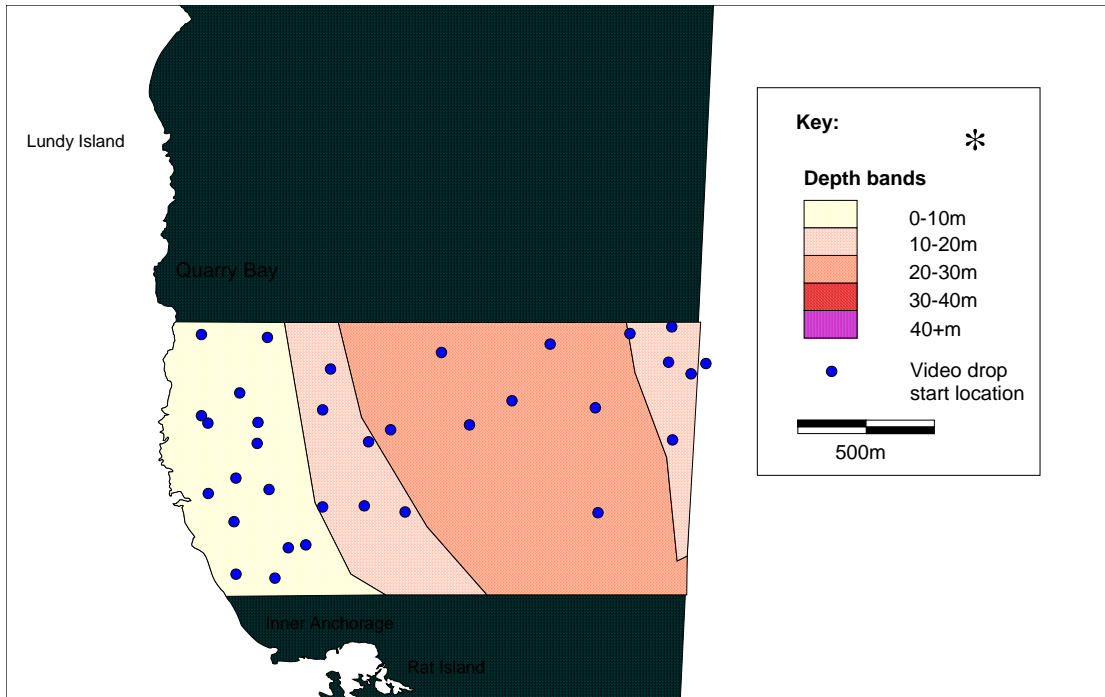 Lundy Island
Quarry Bay
Inner Anchorage
Rat Island
Key:
*
Depth bands
0-10m
10-20m
20-30m
30-40m
40+m
Video drop
start location
500m